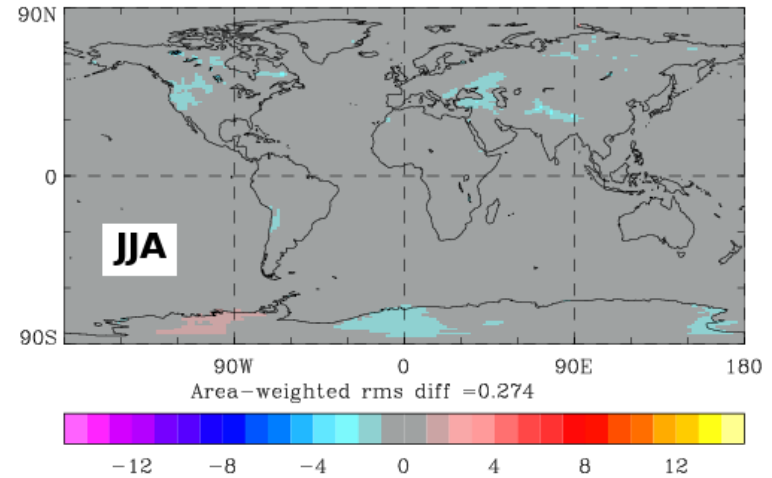 90N
0
JJA
90S
90W 0 90E 180
Area-weighted rms diff =0.274
-12 -8 -4 0 4 8 12